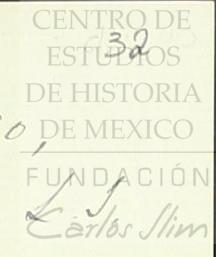 CENTRO DE
32
ESTUDIOS
DE HISTORIA
o,
DE MEXICO
FUNDACIÓN
Carlos Slim